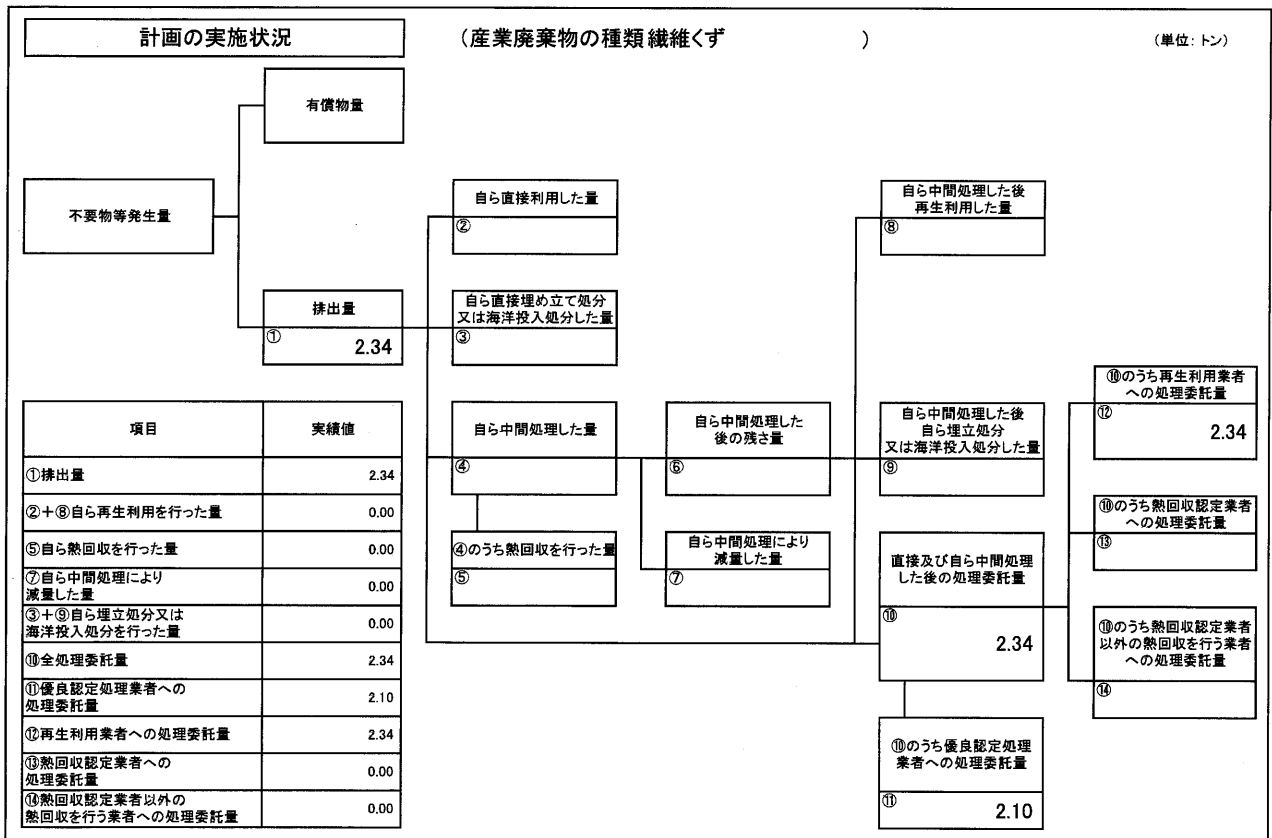 計画の実施状況
（産業廃棄物の種類 繊維くず　　　　　）
（単位：トン）
有償物量
不要物等発生量
排出量
① 2.34
自ら直接利用した量
②
自ら直接埋め立て処分
又は海洋投入処分した量
③
自ら中間処理した量
④
④のうち熱回収を行った量
⑤
自ら中間処理した
後の残さ量
⑥
自ら中間処理により
減量した量
⑦
自ら中間処理した後
再生利用した量
⑧
自ら中間処理した後
自ら埋立処分
又は海洋投入処分した量
⑨
直接及び自ら中間処理
した後の処理委託量
⑩
2.34
⑩のうち優良認定処理
業者への処理委託量
⑪
2.10
⑩のうち再生利用業者
への処理委託量
⑫
2.34
⑩のうち熱回収認定業者
への処理委託量
⑬
⑩のうち熱回収認定業者
以外の熱回収を行う業者
への処理委託量
⑭
項目 実績値
①排出量 2.34
②＋⑧自ら再生利用を行った量 0.00
⑤自ら熱回収を行った量 0.00
⑦自ら中間処理により
減量した量 0.00
③＋⑨自ら埋立処分又は
海洋投入処分を行った量 0.00
⑩全処理委託量 2.34
⑪優良認定処理業者への
処理委託量 2.10
⑫再生利用業者への処理委託量 2.34
⑬熱回収認定業者への
処理委託量 0.00
⑭熱回収認定業者以外の
熱回収を行う業者への処理委託量 0.00